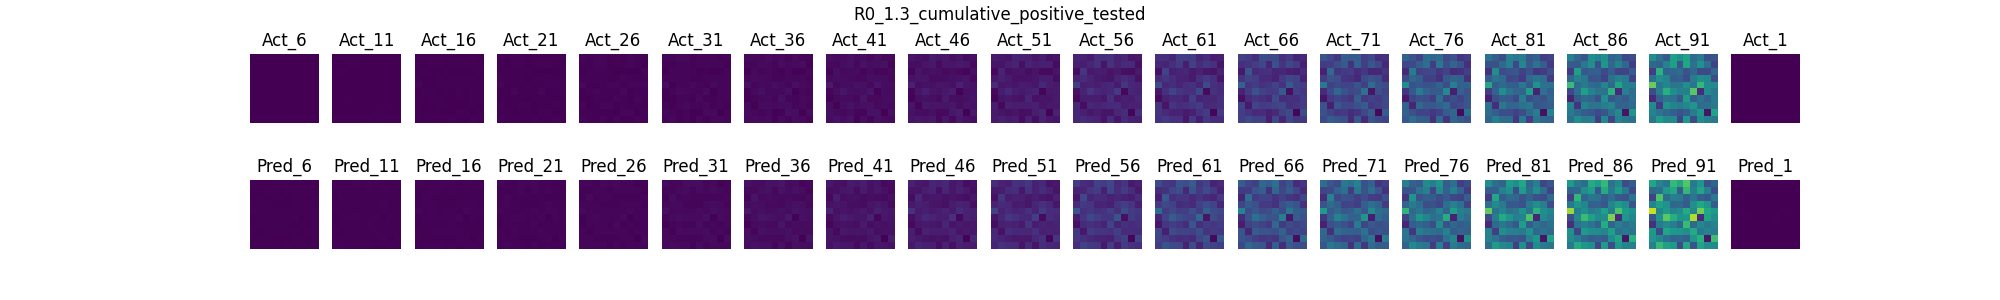 R0_1.3_cumulative_positive_tested
Act_6 Act_11 Act_16 Act_21 Act_26 Act_31 Act_36 Act_41 Act_46 Act_51 Act_56 Act_61 Act_66 Act_71 Act_76 Act_81 Act_86 Act_91 Act_1
Pred_6 Pred_11 Pred_16 Pred_21 Pred_26 Pred_31 Pred_36 Pred_41 Pred_46 Pred_51 Pred_56 Pred_61 Pred_66 Pred_71 Pred_76 Pred_81 Pred_86 Pred_91 Pred_1